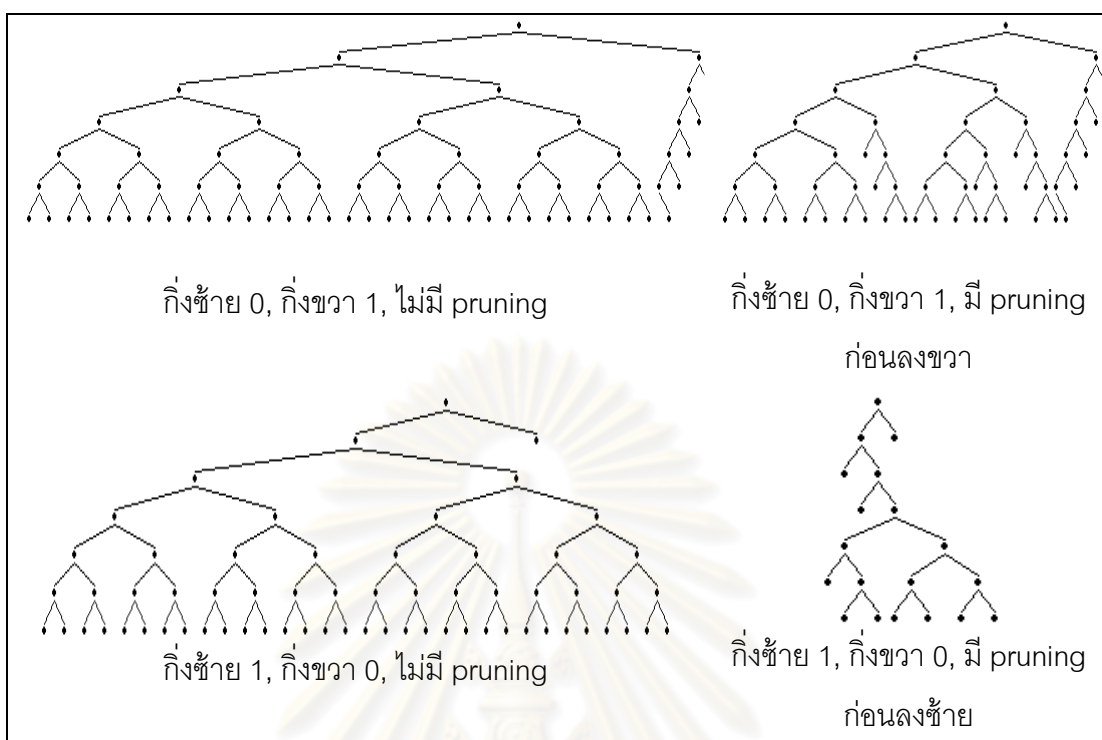 กิ่งซ้าย 0, กิ่งขวา 1, ไม่มี pruning
กิ่งซ้าย 0, กิ่งขวา 1, มี pruning
ก่อนลงขวา
กิ่งซ้าย 1, กิ่งขวา 0, ไม่มี pruning
กิ่งซ้าย 1, กิ่งขวา 0, มี pruning
ก่อนลงซ้าย